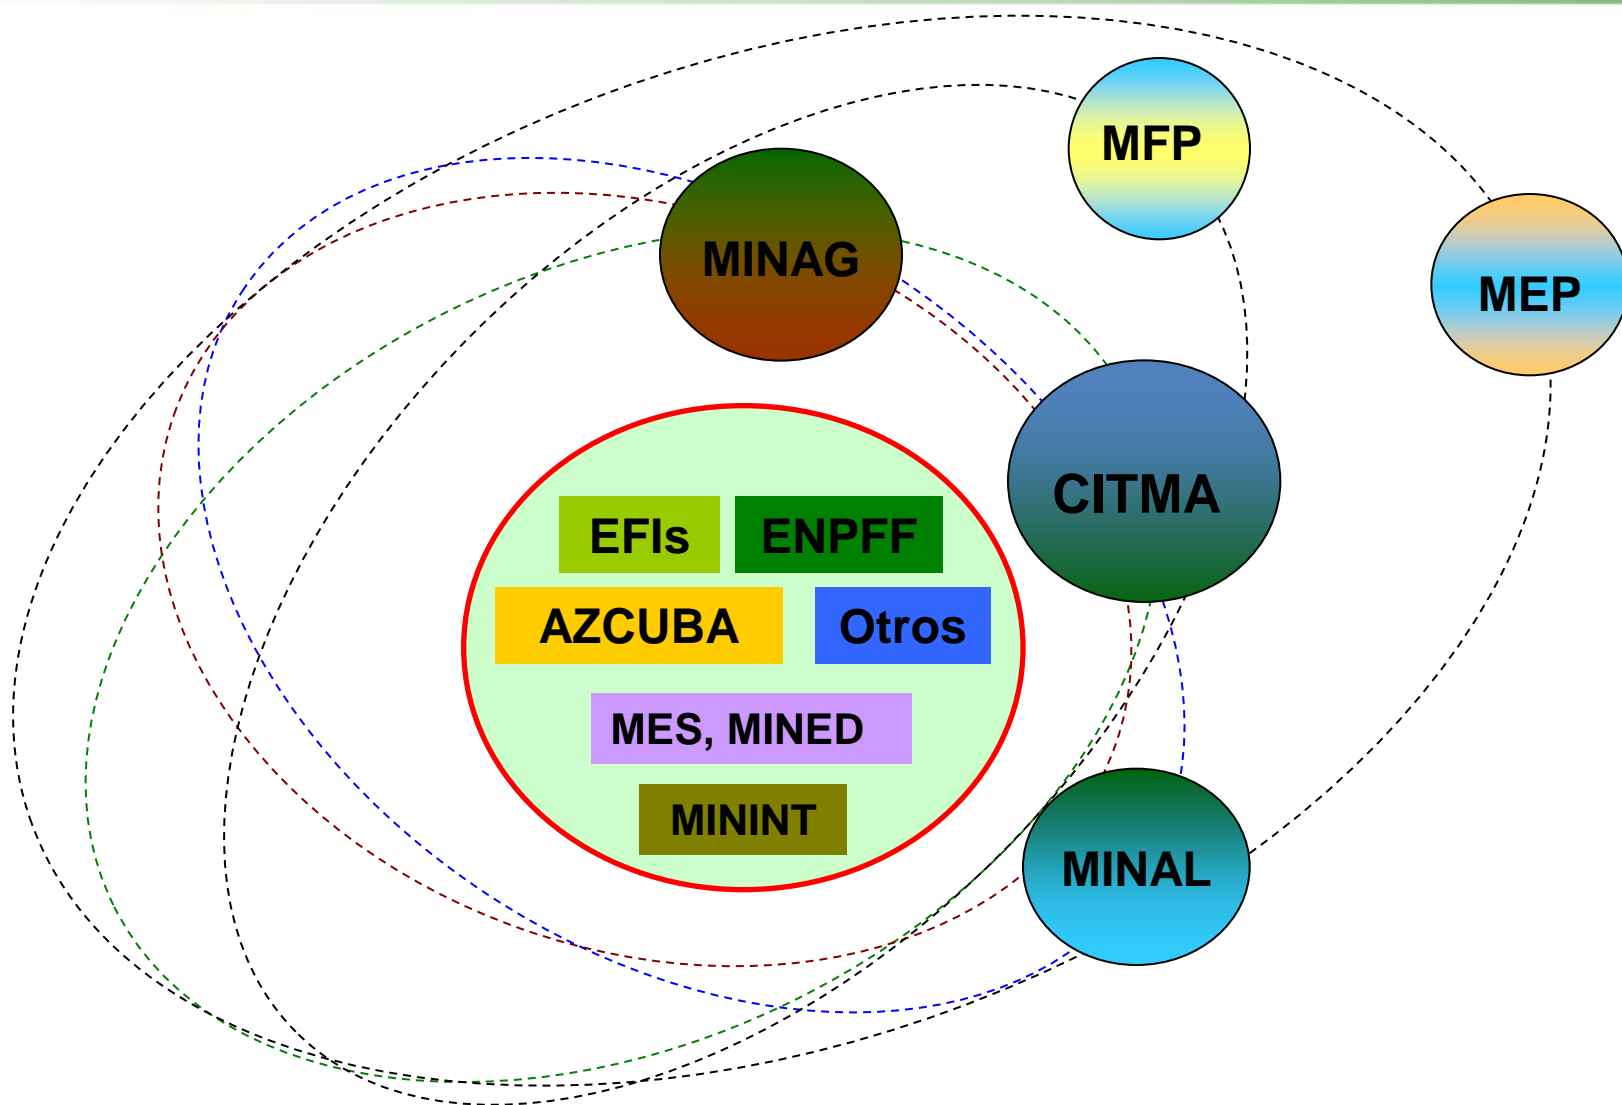 MFP
MINAG
MEP
CITMA
EFIs
ENPFF
AZCUBA
Otros
MES, MINED
MININT
MINAL